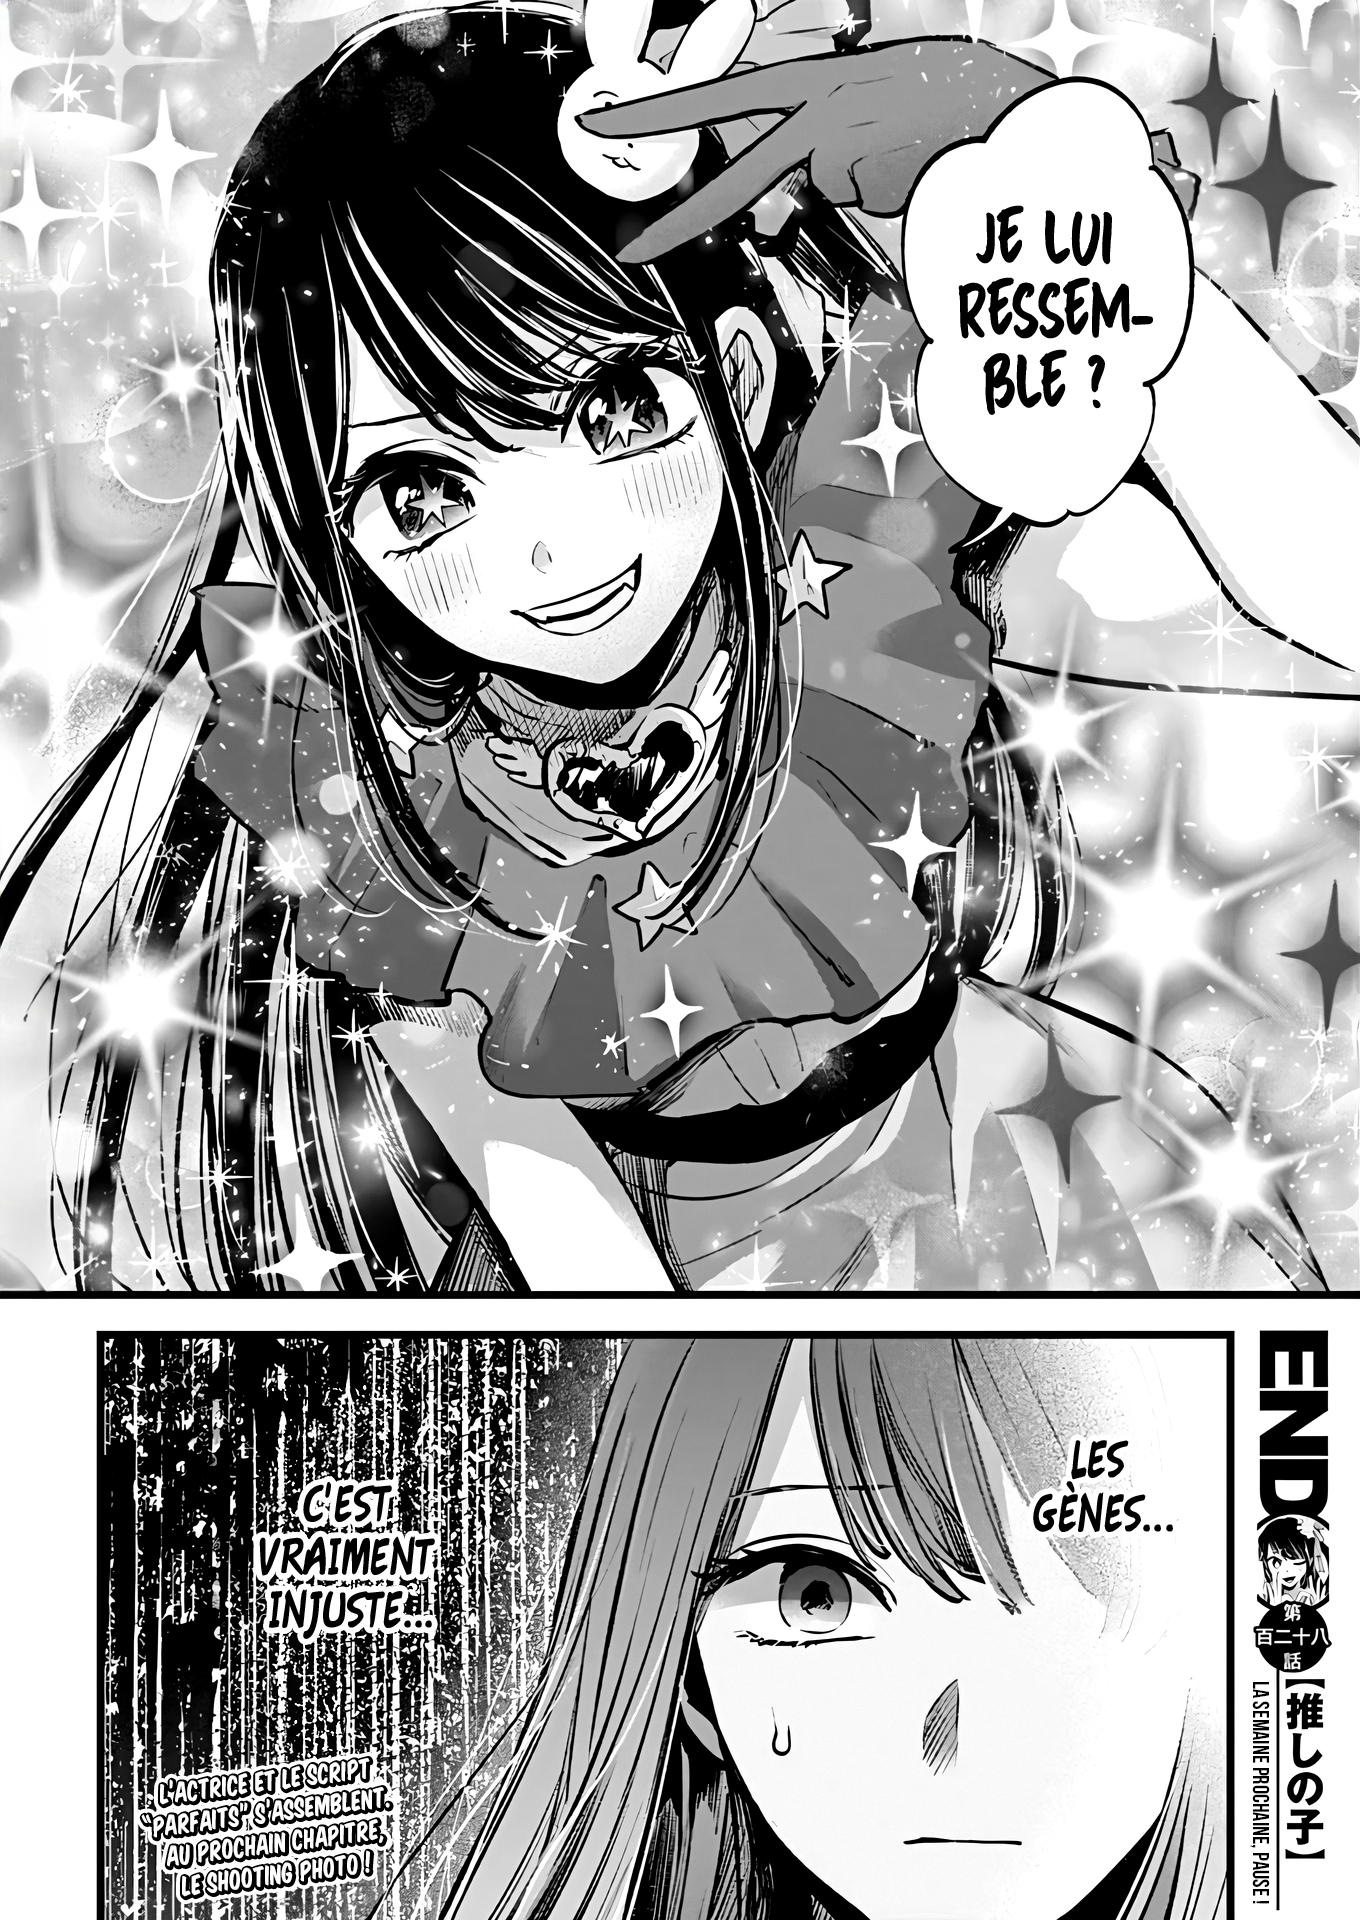 JE LUI
RESSEM-
BLE ?
LES
GÈNES...
C'EST
VRAIMENT
INJUSTE...
L'ACTRICE ET LE SCRIPT
"PARFAITS" S'ASSEMBLENT.
AU PROCHAIN CHAPITRE,
LE SHOOTING PHOTO !
END
第
百二十八
話
【推しの子】
LA SEMAINE PROCHAINE, PAUSE !